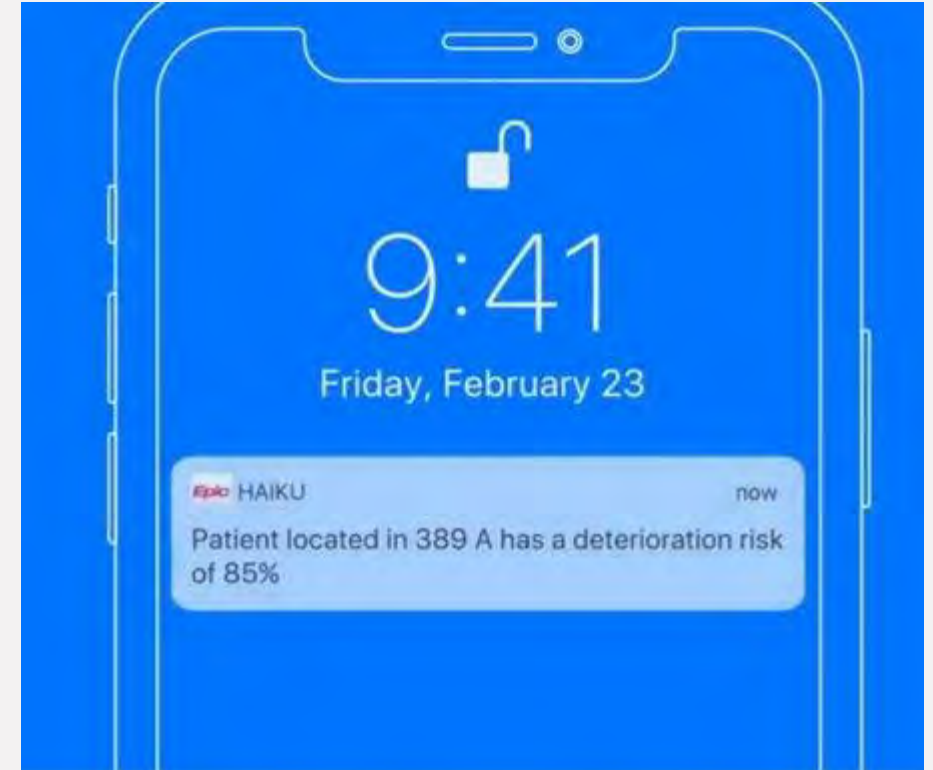 9:41
Friday, February 23
Epic HAIKU now
Patient located in 389 A has a deterioration risk
of 85%